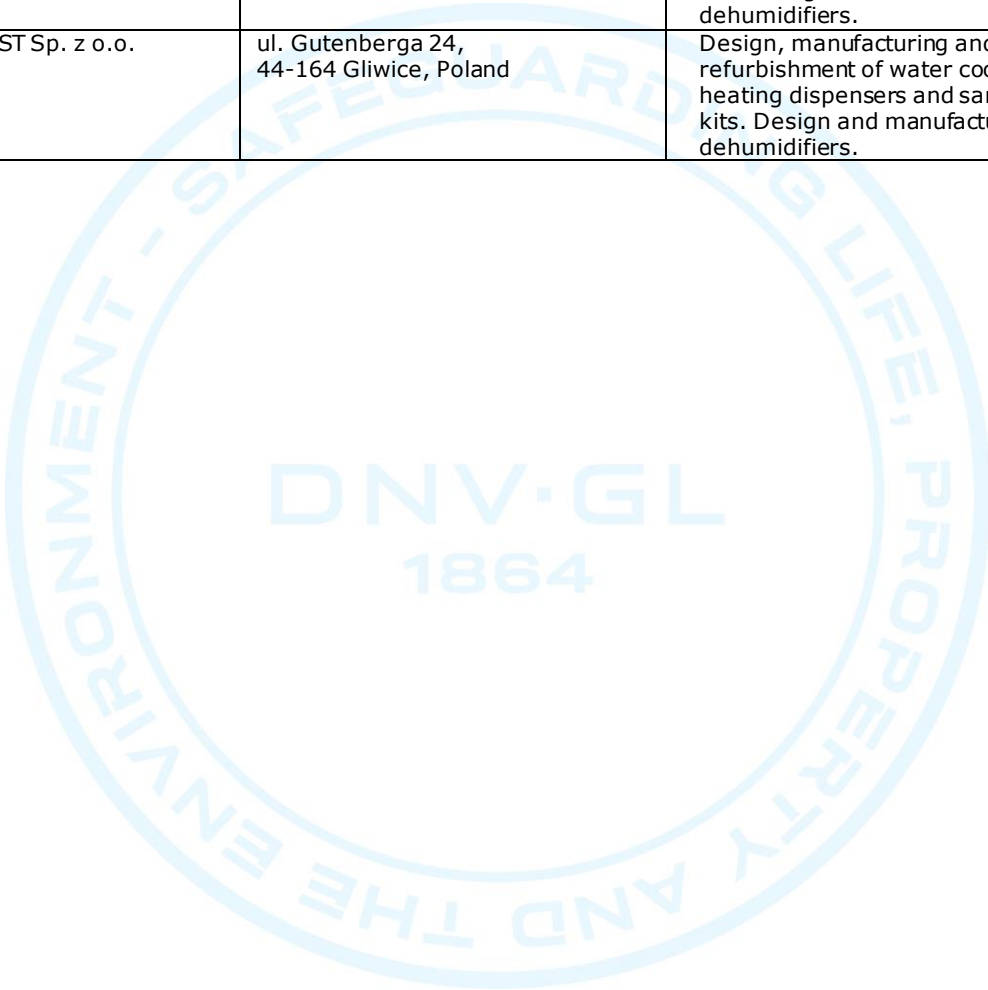 dehumidifiers.
ST Sp. z o.o.
ul. Gutenberga 24,
44-164 Gliwice, Poland
Design, manufacturing and
refurbishment of water
heating dispensers and
kits. Design and
dehumidifiers.
SAFEGUARDING LIFE, PROPERTY AND THE ENVIRONMENT -
DNV·GL
1864